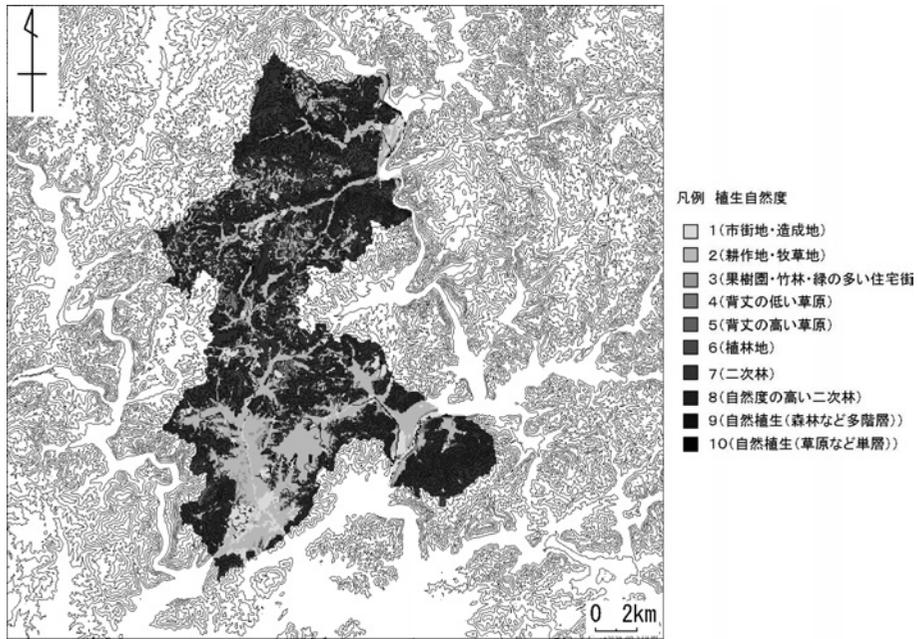 凡例 植生自然度
1(市街地・造成地)
2(耕作地・牧草地)
3(果樹園・竹林・緑の多い住宅街
4(背丈の低い草原)
5(背丈の高い草原)
6(植林地)
7(二次林)
8(自然度の高い二次林)
9(自然植生(森林など多階層))
10(自然植生(草原など単層))
0 2km